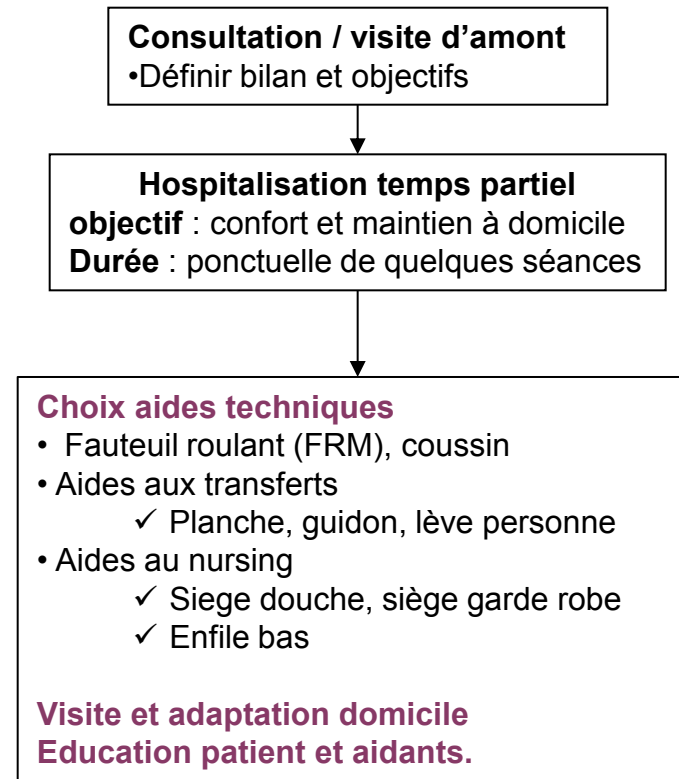 Consultation / visite d’amont
•Définir bilan et objectifs
Hospitalisation temps partiel
objectif : confort et maintien à domicile
Durée : ponctuelle de quelques séances
Choix aides techniques
• Fauteuil roulant (FRM), coussin
• Aides aux transferts
✓ Planche, guidon, lève personne
• Aides au nursing
✓ Siege douche, siège garde robe
✓ Enfile bas
Visite et adaptation domicile
Education patient et aidants.